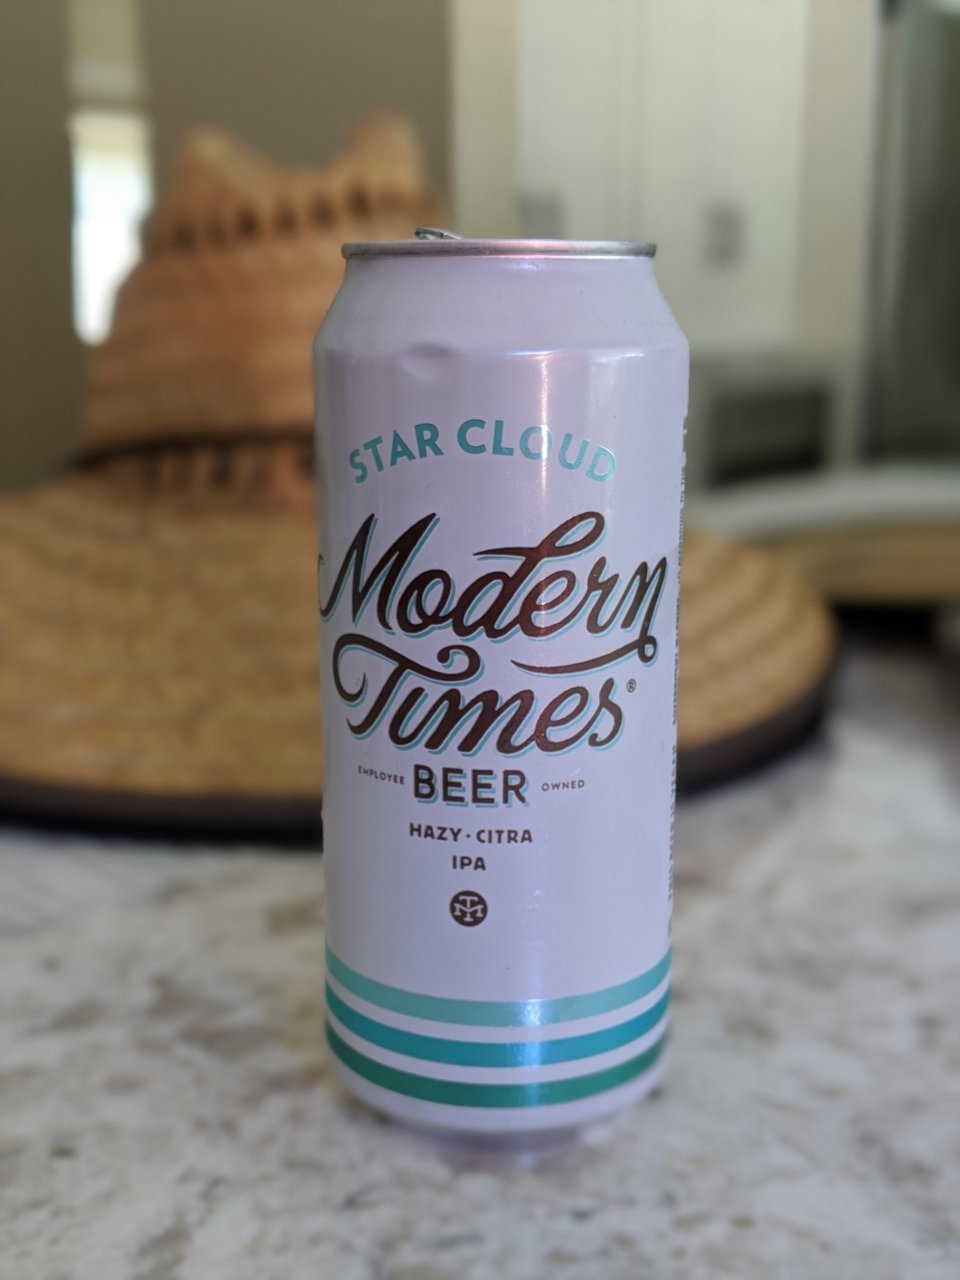 STAR CLOUD
Modern
Times®
EMPLOYEE BEER OWNED
HAZY · CITRA
IPA